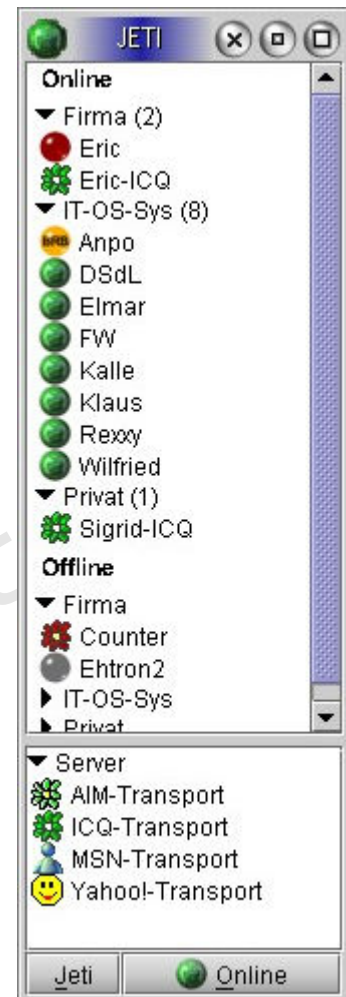 JETI
Online
Firma (2)
Eric
Eric-ICQ
IT-OS-Sys (8)
BRB Anpo
DSdL
Elmar
FW
Kalle
Klaus
Rexxy
Wilfried
Privat (1)
Sigrid-ICQ
Offline
Firma
Counter
Ehtron2
IT-OS-Sys
Privat
Server
AIM-Transport
ICQ-Transport
MSN-Transport
Yahoo!-Transport
Jeti Online